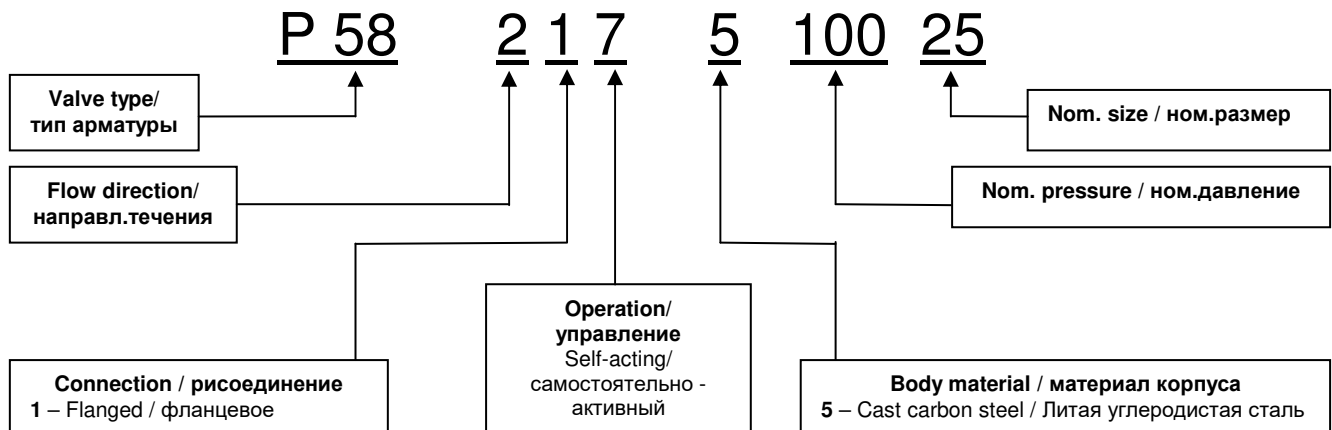 P 58 2 1 7 5 100 25
Valve type/
тип арматуры
Nom. size / ном.размер
Flow direction/
направл.течения
Nom. pressure / ном.давление
Operation/
управление
Self-acting/
самостоятельно -
активный
Connection / рисоединение
1 – Flanged / фланцевое
Body material / материал корпуса
5 – Cast carbon steel / Литая углеродистая сталь